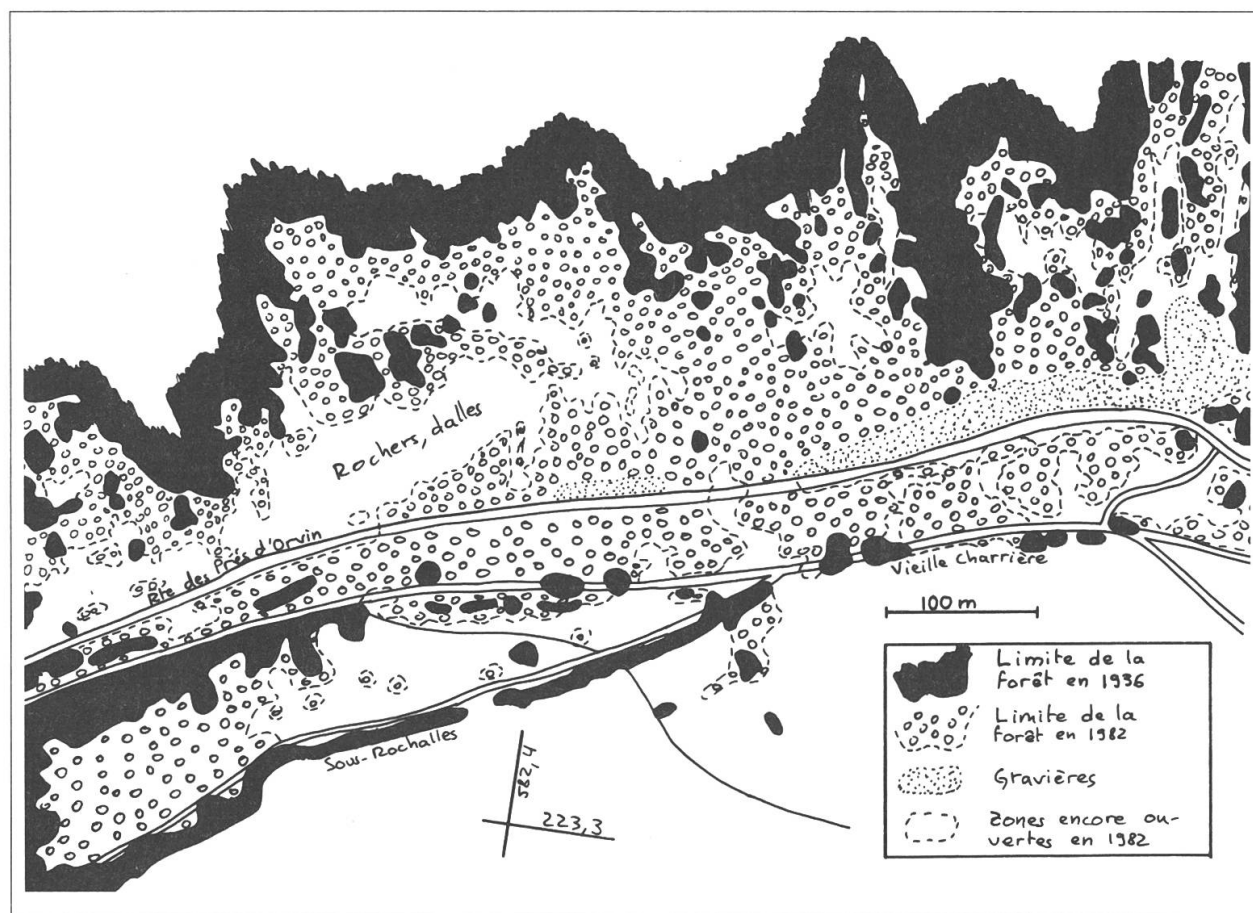 Rochers, dalles
Rte des Prés d'Orvin
Vieille Charrière
100 m
Sous-Rochalles
582,4
223,3
Limite de la
forêt en 1936
Limite de la
forêt en 1982
Gravières
Zones encore ou-
vertes en 1982